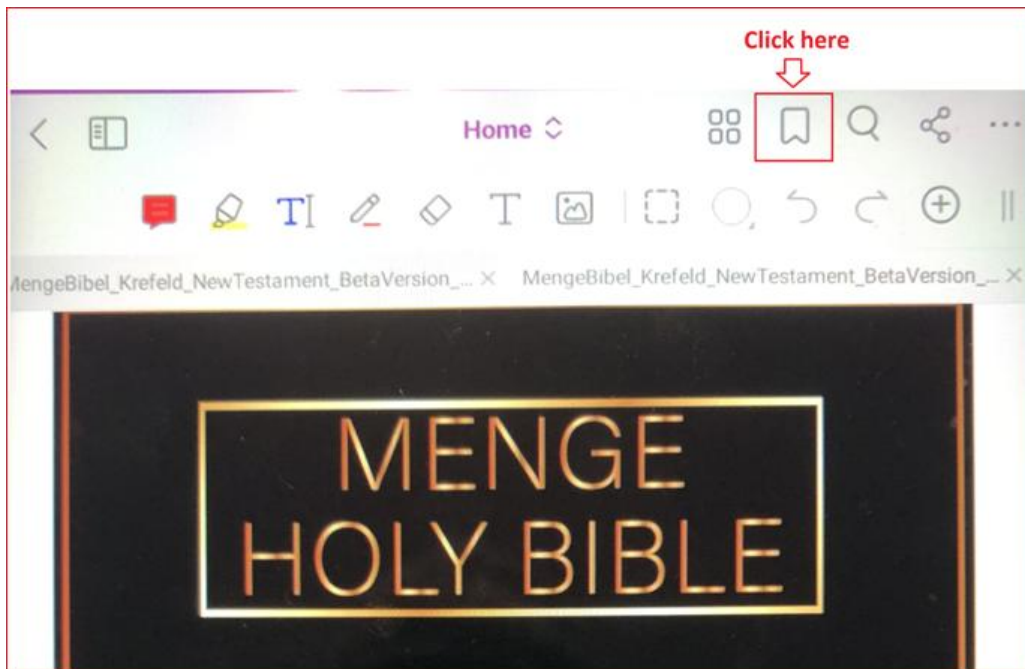 Click here
Home
T
T
MengeBibel_Krefeld_NewTestament_BetaVersion_... MengeBibel_Krefeld_NewTestament_BetaVersion_...
MENGE
HOLY BIBLE